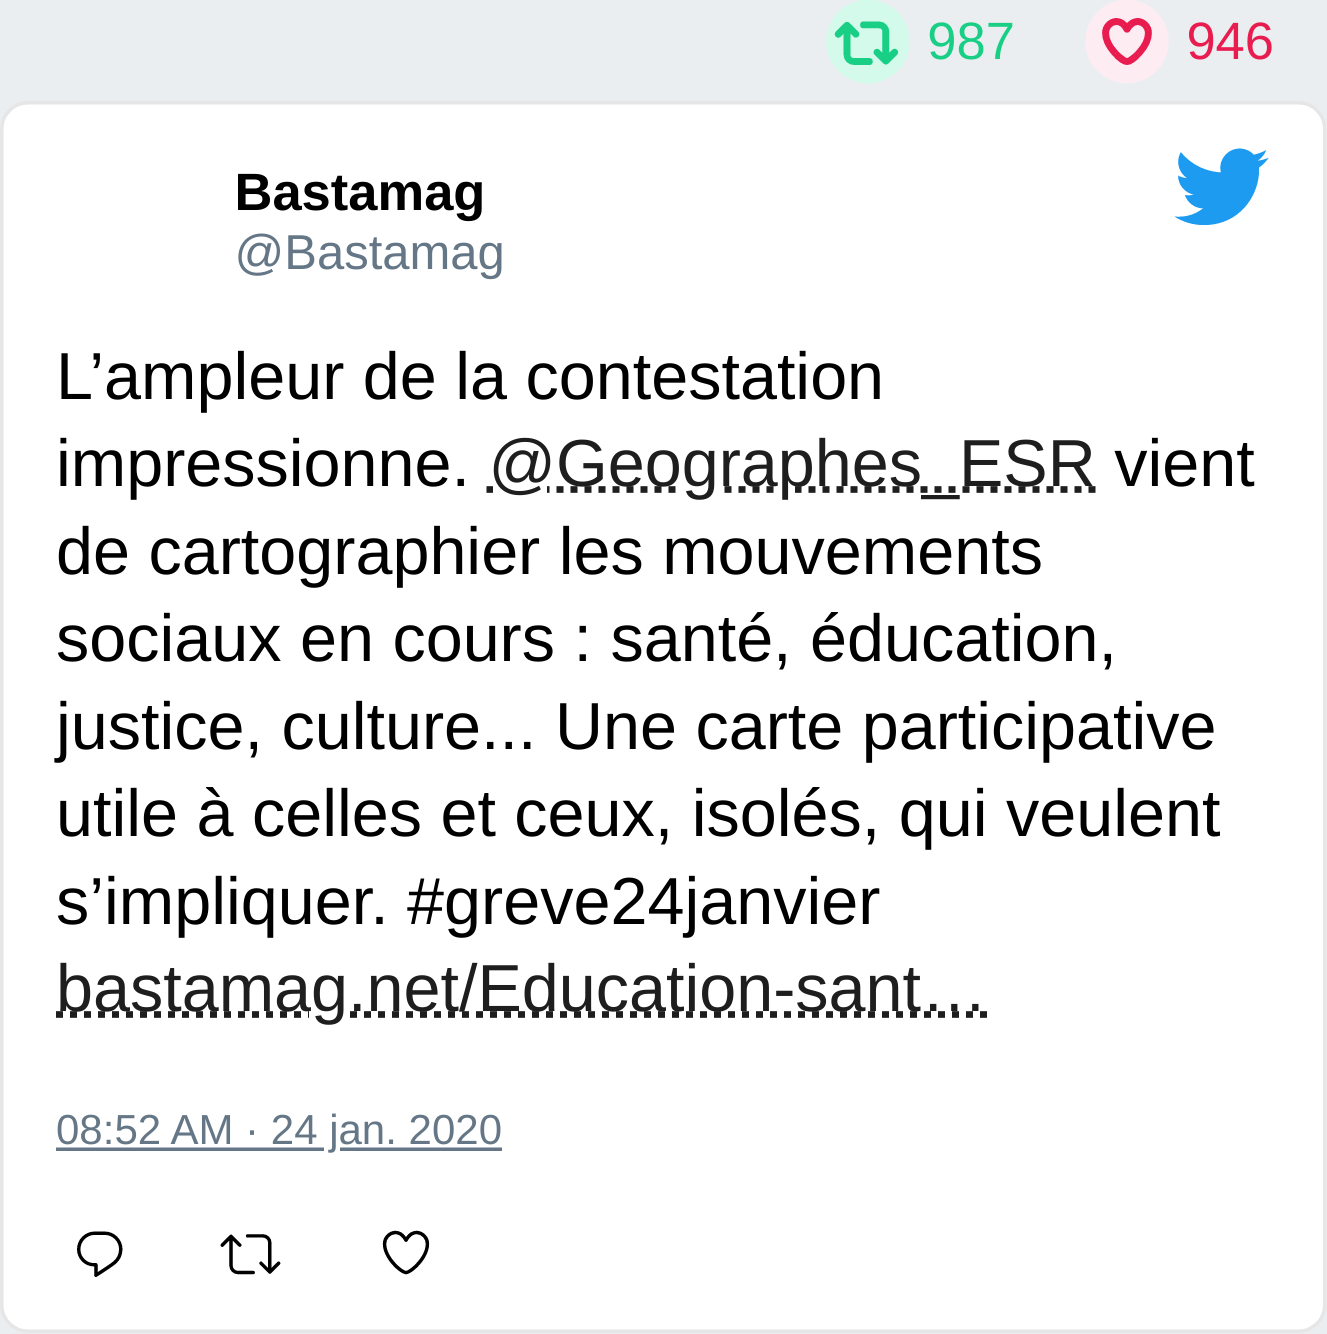 987 946
Bastamag
@Bastamag
L’ampleur de la contestation
impressionne. @Geographes_ESR vient
de cartographier les mouvements
sociaux en cours : santé, éducation,
justice, culture... Une carte participative
utile à celles et ceux, isolés, qui veulent
s’impliquer. #greve24janvier
bastamag.net/Education-sant…
08:52 AM · 24 jan. 2020